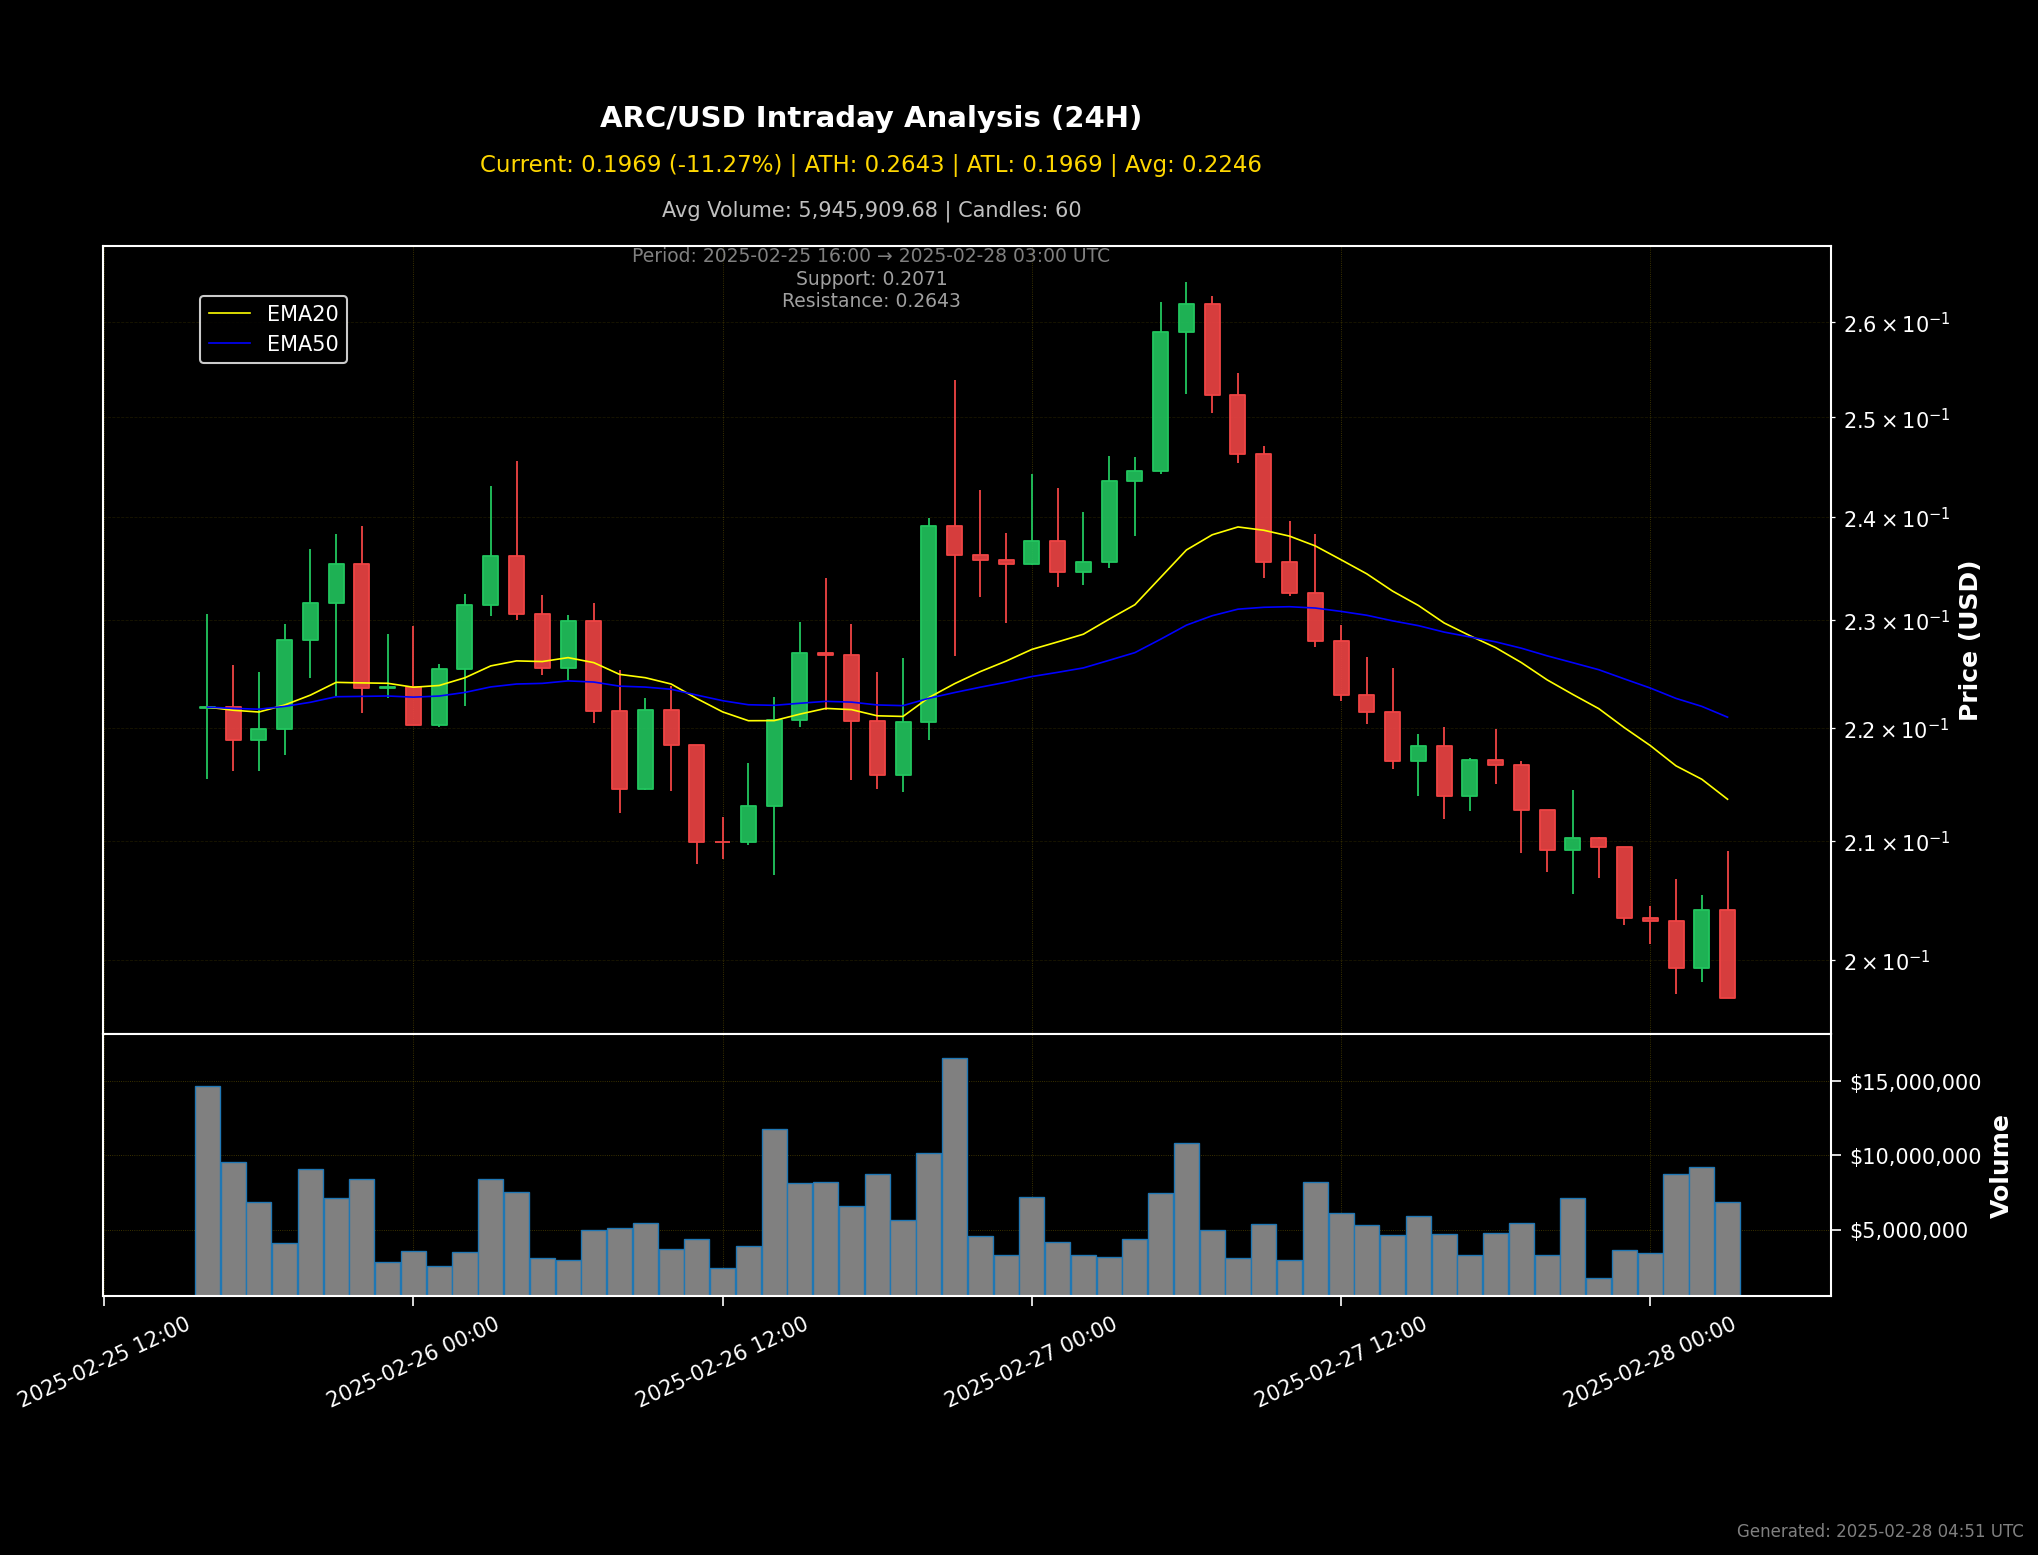 ARC/USD Intraday Analysis (24H)
Current: 0.1969 (-11.27%) | ATH: 0.2643 | ATL: 0.1969 | Avg: 0.2246
Avg Volume: 5,945,909.68 | Candles: 60
Period: 2025-02-25 16:00 → 2025-02-28 03:00 UTC
Support: 0.2071
Resistance: 0.2643
EMA20
EMA50
2.6 × 10⁻¹
2.5 × 10⁻¹
2.4 × 10⁻¹
2.3 × 10⁻¹
2.2 × 10⁻¹
2.1 × 10⁻¹
2 × 10⁻¹
Price (USD)
$15,000,000
$10,000,000
$5,000,000
Volume
2025-02-25 12:00
2025-02-26 00:00
2025-02-26 12:00
2025-02-27 00:00
2025-02-27 12:00
2025-02-28 00:00
Generated: 2025-02-28 04:51 UTC